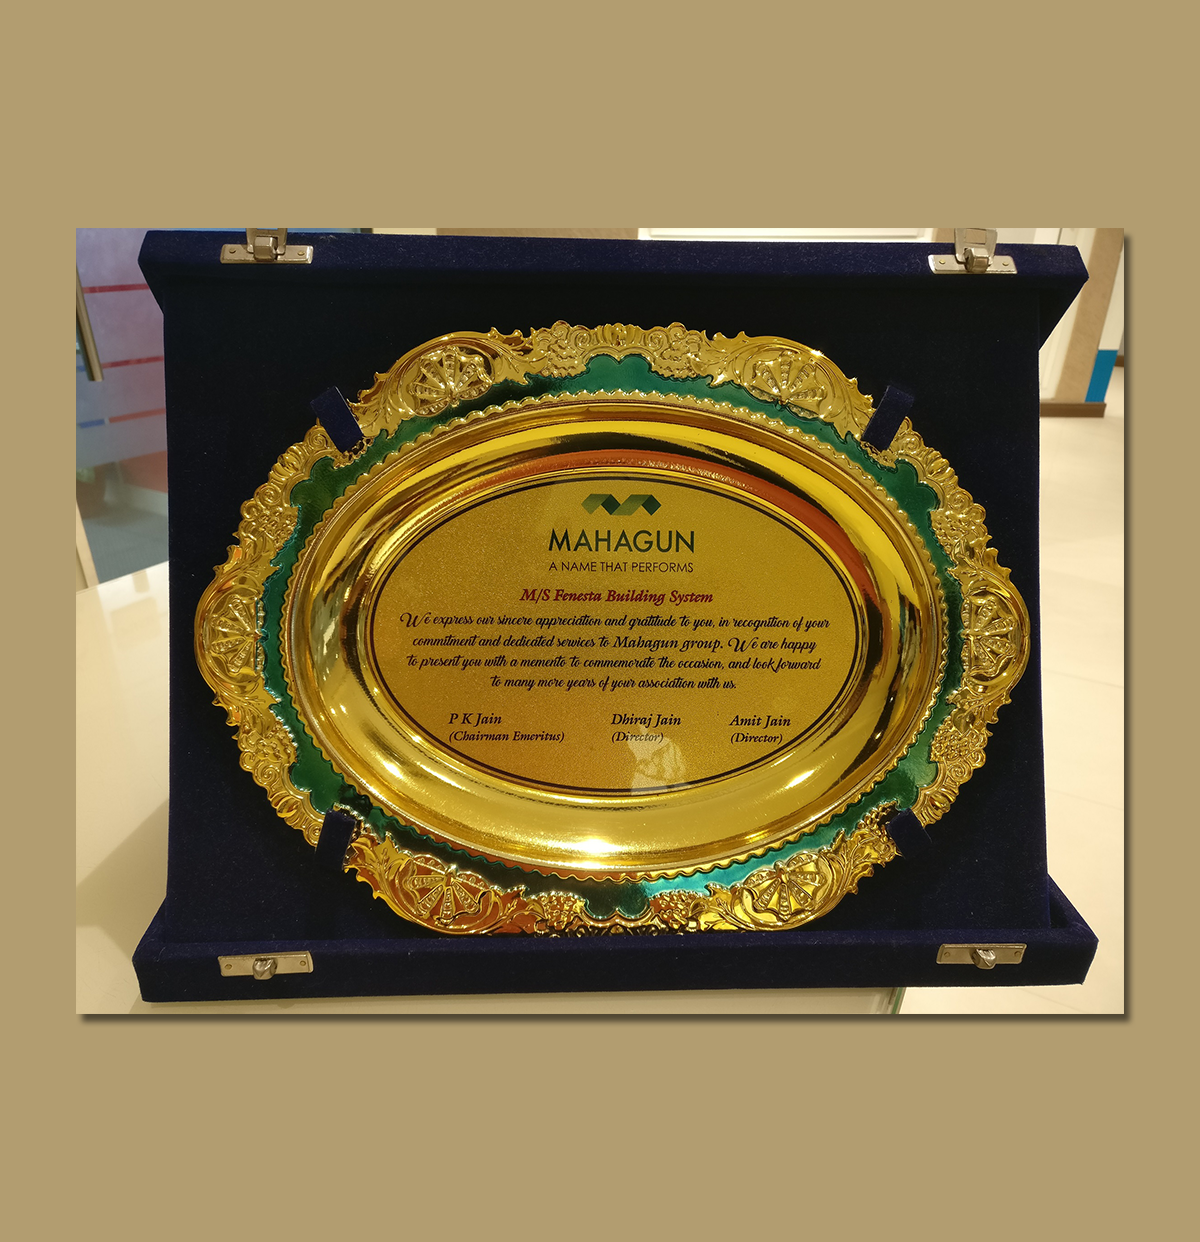 MAHAGUN
A NAME THAT PERFORMS
M/S Fenesta Building System
We express our sincere appreciation and gratitude to you, in recognition of your
commitment and dedicated services to Mahagun group. We are happy
to present you with a memento to commemorate the occasion, and look forward
to many more years of your association with us.
P K Jain Dhiraj Jain Amit Jain
(Chairman Emeritus) (Director) (Director)